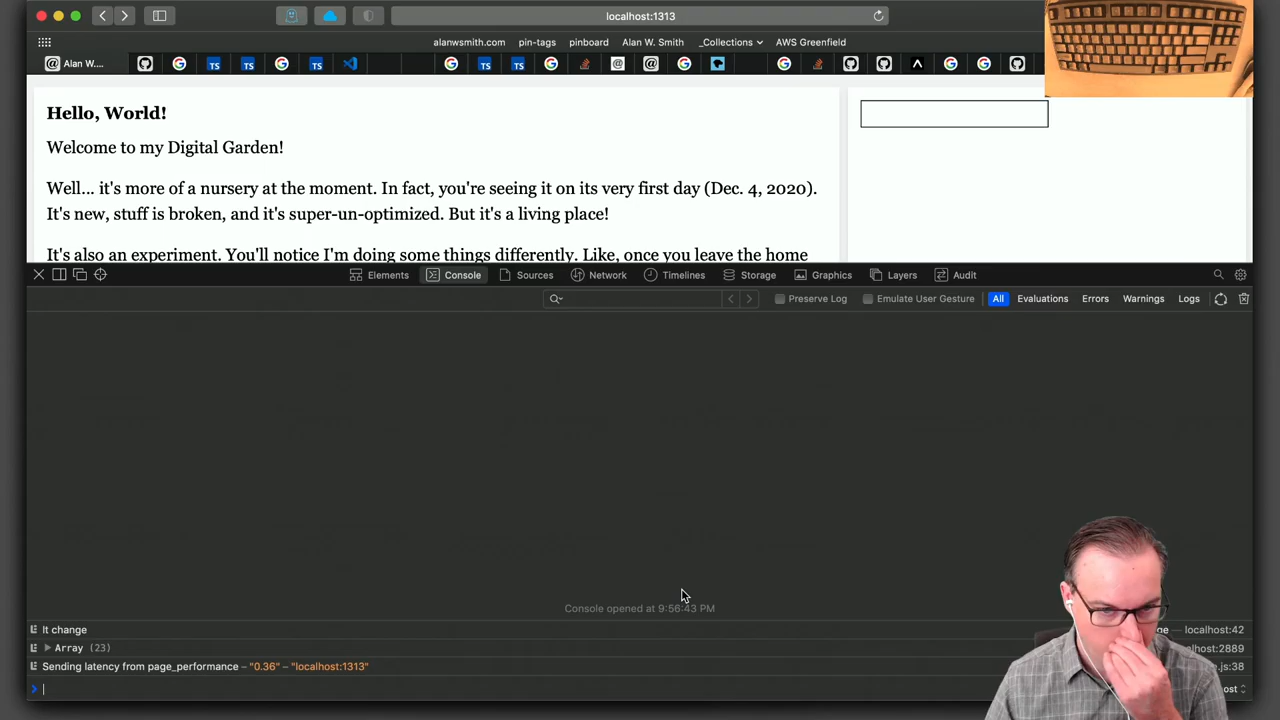 localhost:1313
alanwsmith.com pin-tags pinboard Alan W. Smith _Collections AWS Greenfield
Alan W....
Hello, World!
Welcome to my Digital Garden!
Well... it's more of a nursery at the moment. In fact, you're seeing it on its very first day (Dec. 4, 2020).
It's new, stuff is broken, and it's super-un-optimized. But it's a living place!
It's also an experiment. You'll notice I'm doing some things differently. Like, once you leave the home
Elements Console Sources Network Timelines Storage Graphics Layers Audit
Preserve Log Emulate User Gesture All Evaluations Errors Warnings Logs
Console opened at 9:56:43 PM
It change localhost:42
Array (23) :2889
Sending latency from page_performance – "0.36" – "localhost:1313" .js:38